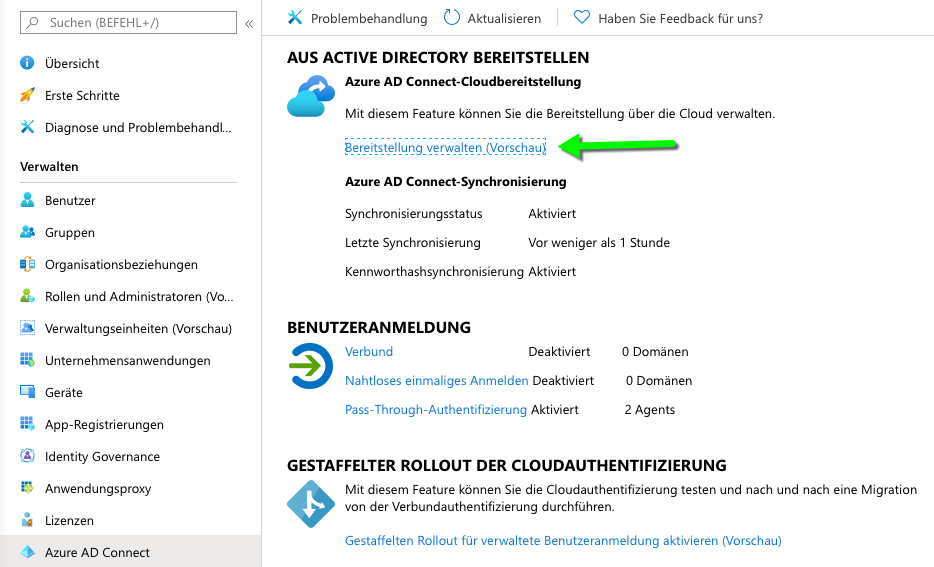 Suchen (BEFEHL+/)
«
Übersicht
Erste Schritte
Diagnose und Problembehandl...
Verwalten
Benutzer
Gruppen
Organisationsbeziehungen
Rollen und Administratoren (Vo...
Verwaltungseinheiten (Vorschau)
Unternehmensanwendungen
Geräte
App-Registrierungen
Identity Governance
Anwendungsproxy
Lizenzen
Azure AD Connect
Problembehandlung Aktualisieren Haben Sie Feedback für uns?
AUS ACTIVE DIRECTORY BEREITSTELLEN
Azure AD Connect-Cloudbereitstellung
Mit diesem Feature können Sie die Bereitstellung über die Cloud verwalten.
Bereitstellung verwalten (Vorschau)
Azure AD Connect-Synchronisierung
Synchronisierungsstatus Aktiviert
Letzte Synchronisierung Vor weniger als 1 Stunde
Kennworthashsynchronisierung Aktiviert
BENUTZERANMELDUNG
Verbund Deaktiviert 0 Domänen
Nahtloses einmaliges Anmelden Deaktiviert 0 Domänen
Pass-Through-Authentifizierung Aktiviert 2 Agents
GESTAFFELTER ROLLOUT DER CLOUDAUTHENTIFIZIERUNG
Mit diesem Feature können Sie die Cloudauthentifizierung testen und nach und nach eine Migration
von der Verbundauthentifizierung durchführen.
Gestaffelten Rollout für verwaltete Benutzeranmeldung aktivieren (Vorschau)